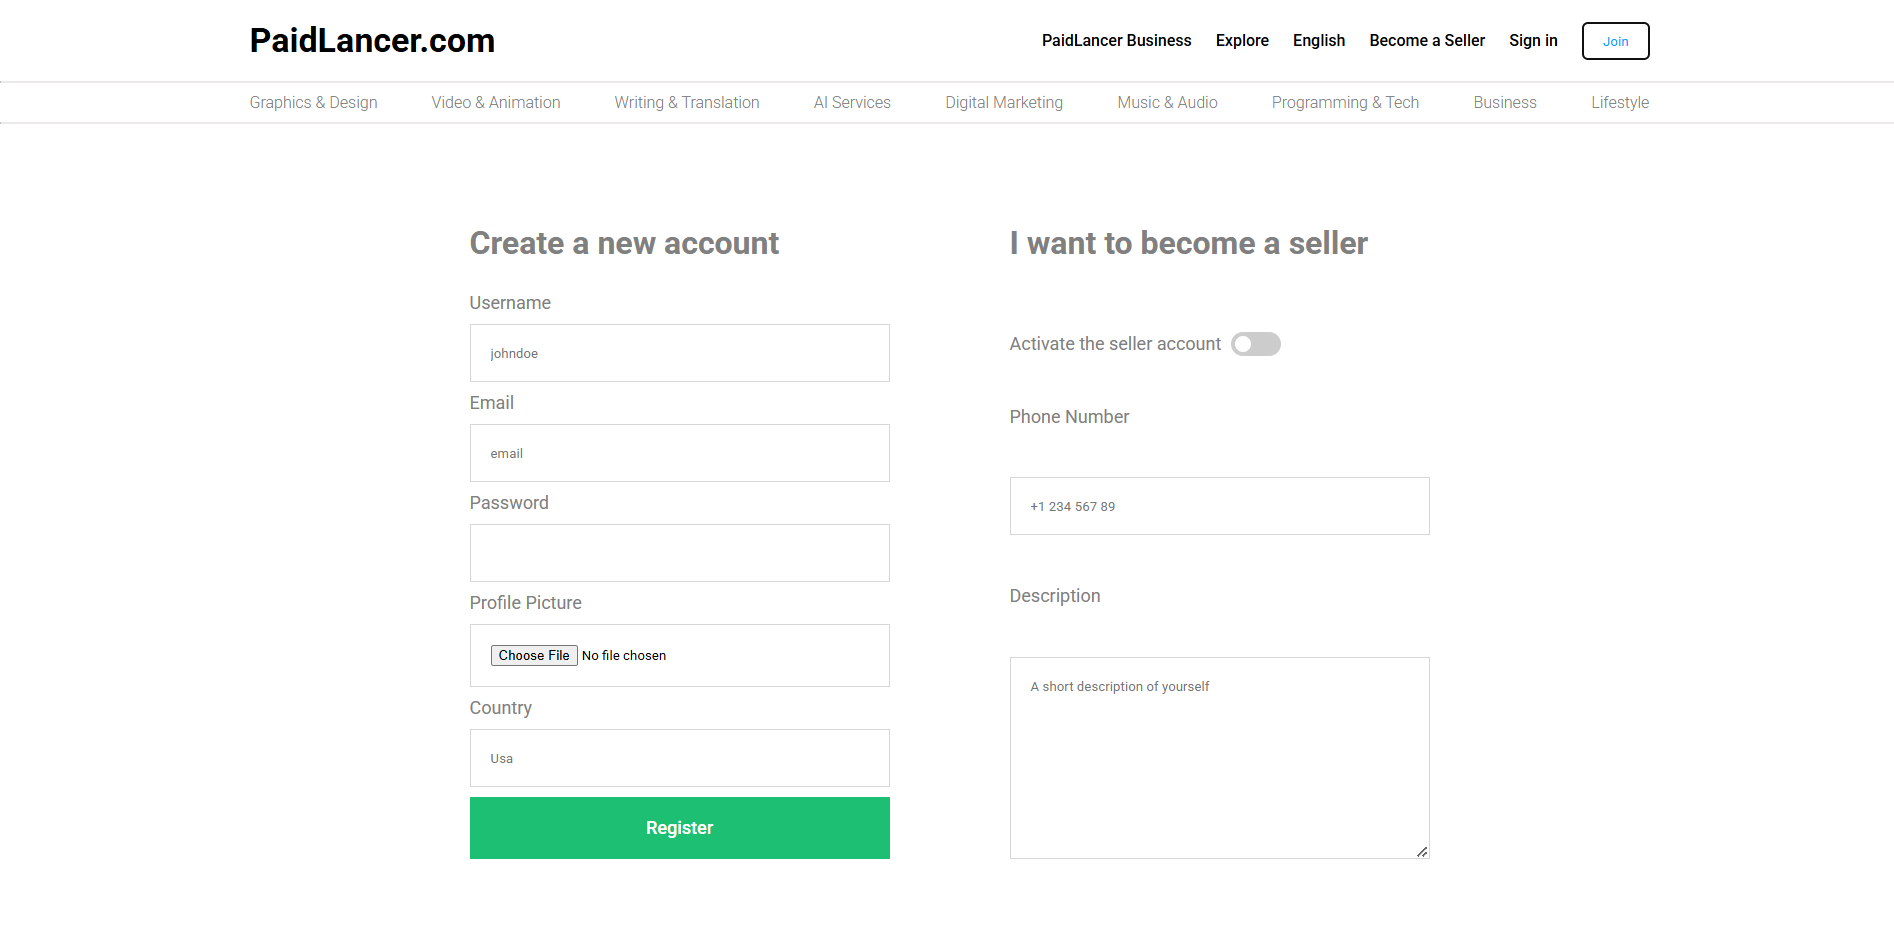 PaidLancer.com
PaidLancer Business Explore English Become a Seller Sign in Join
Graphics & Design Video & Animation Writing & Translation AI Services Digital Marketing Music & Audio Programming & Tech Business Lifestyle
Create a new account
Username
johndoe
Email
email
Password
Profile Picture
Choose File No file chosen
Country
Usa
Register
I want to become a seller
Activate the seller account
Phone Number
+1 234 567 89
Description
A short description of yourself